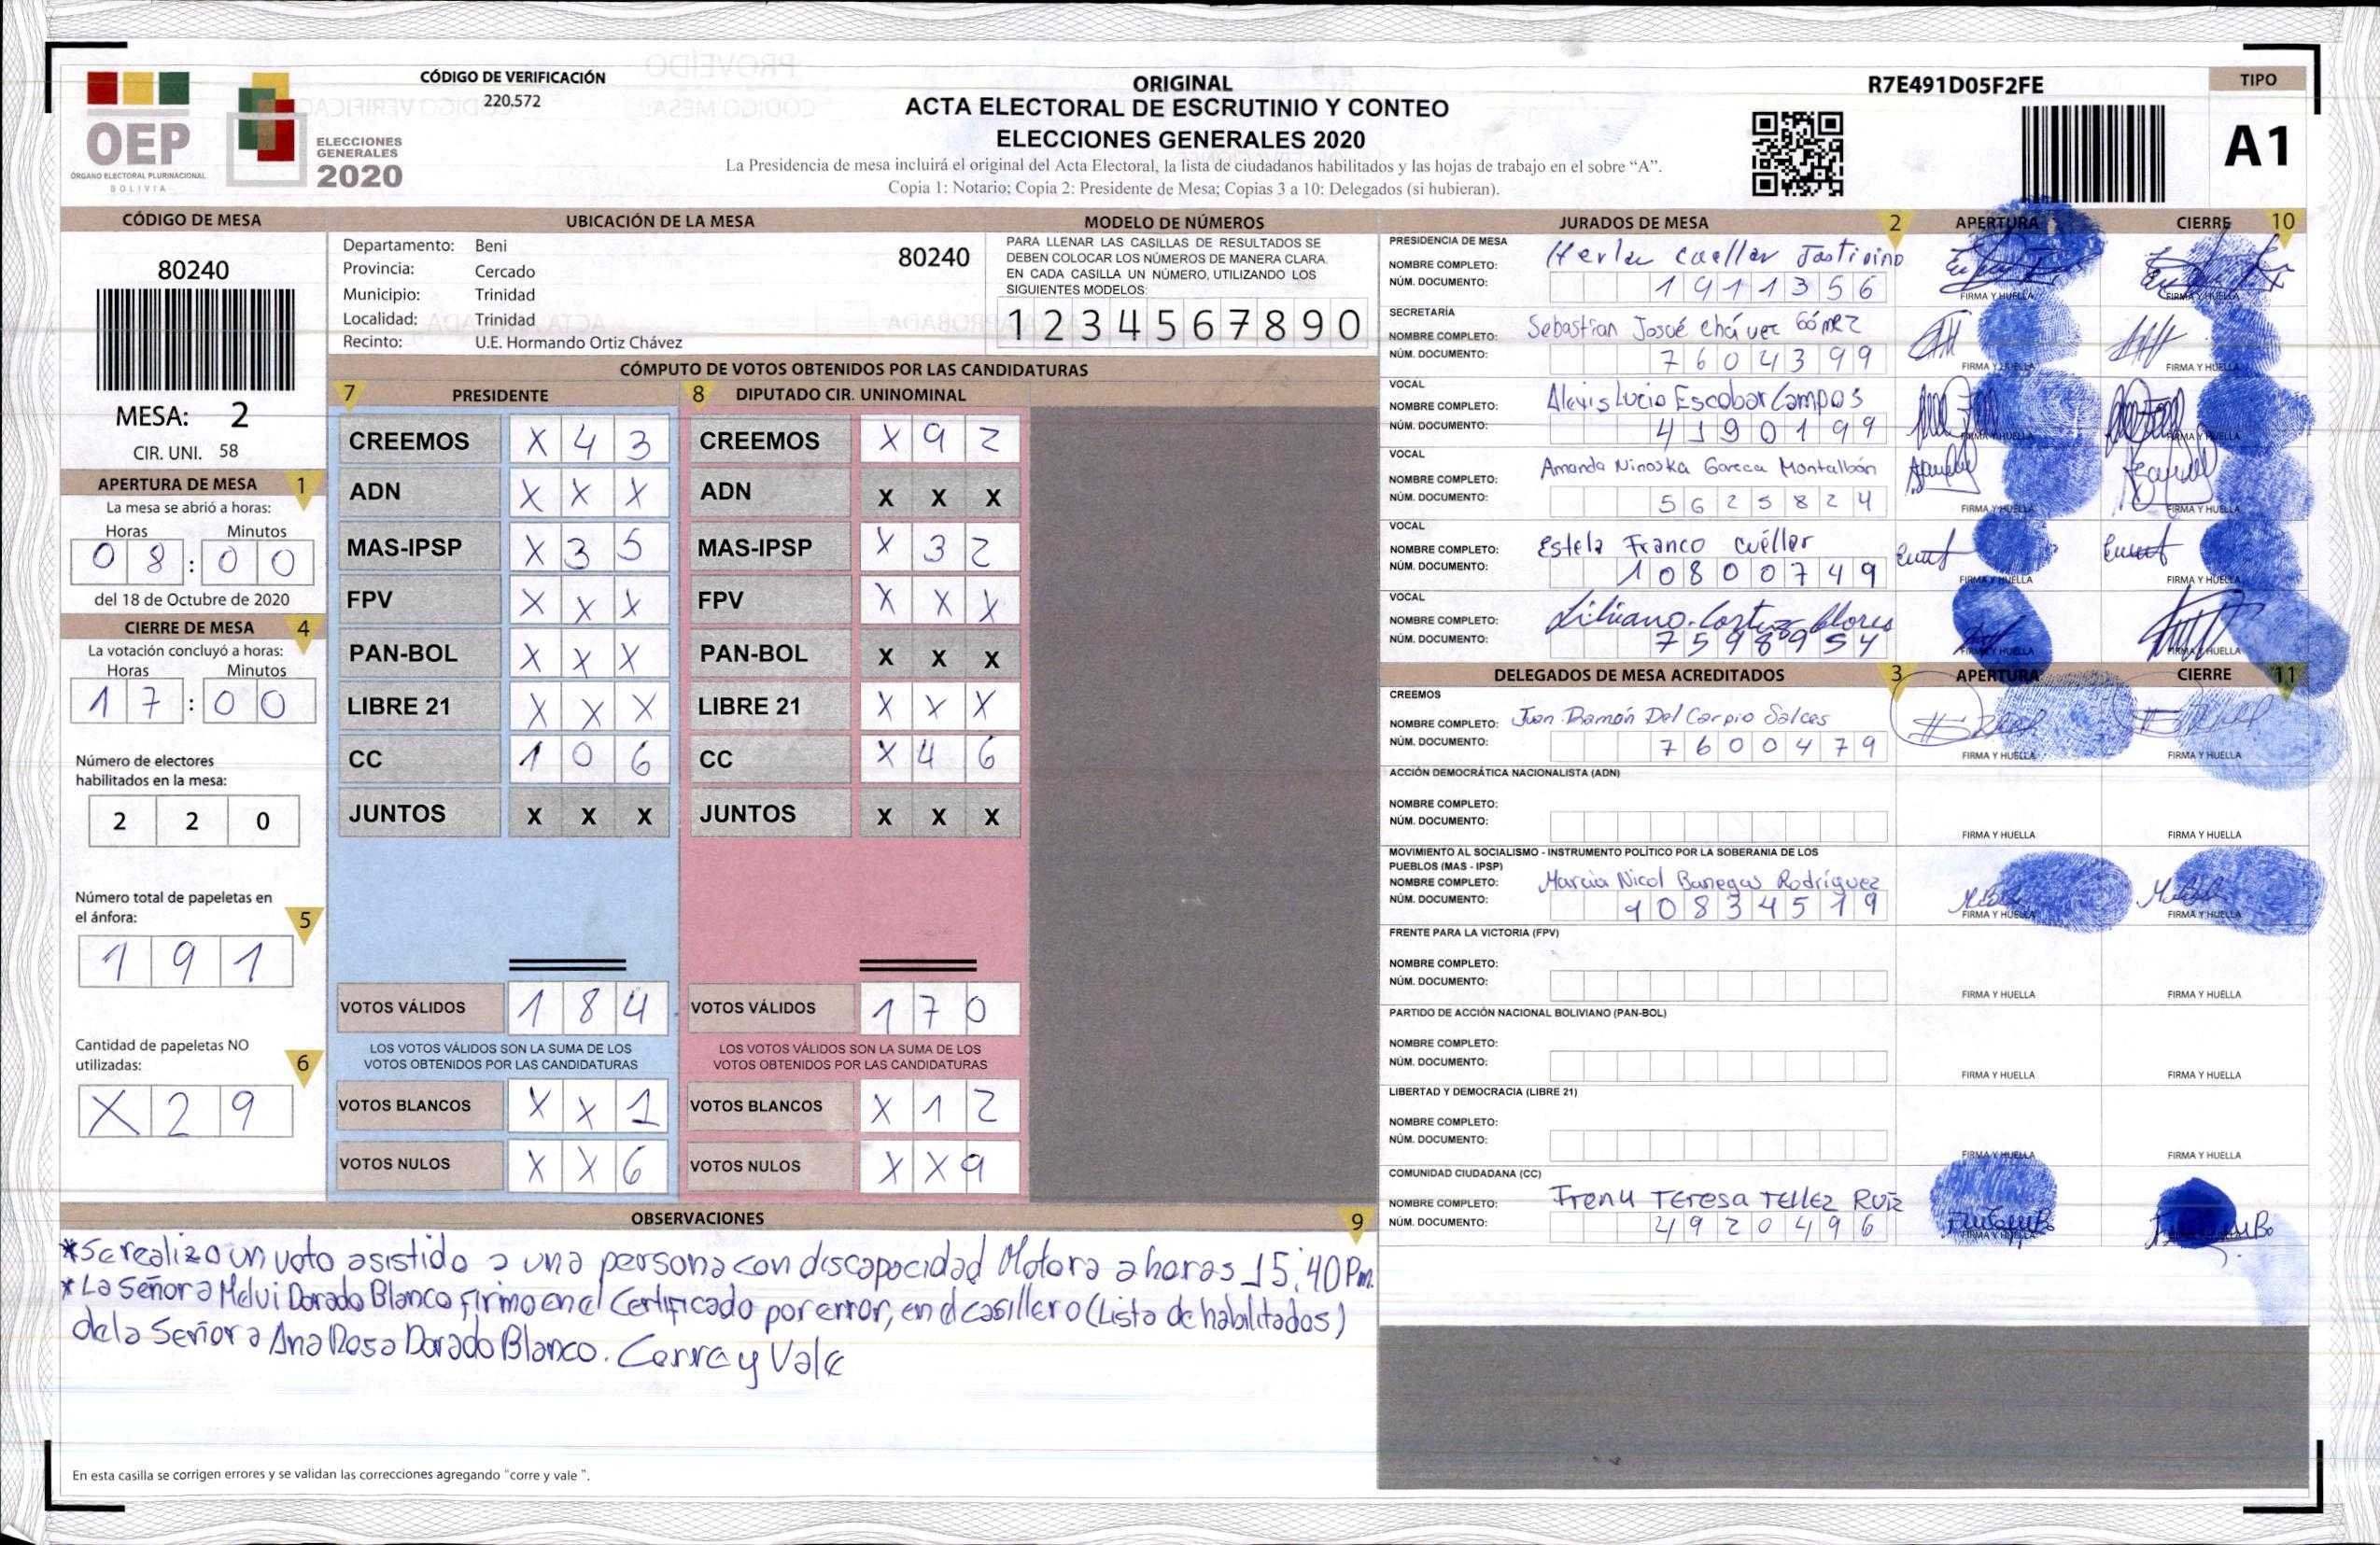 CÓDIGO DE VERIFICACIÓN
220.572
ORIGINAL
ACTA ELECTORAL DE ESCRUTINIO Y CONTEO
ELECCIONES GENERALES 2020
La Presidencia de mesa incluirá el original del Acta Electoral, la lista de ciudadanos habilitados y las hojas de trabajo en el sobre “A”.
Copia 1: Notario; Copia 2: Presidente de Mesa; Copias 3 a 10: Delegados (si hubieran).
R7E491D05F2FE
TIPO
A1
OEP
ÓRGANO ELECTORAL PLURINACIONAL
BOLIVIA
ELECCIONES
GENERALES
2020
CÓDIGO DE MESA
80240
MESA: 2
CIR. UNI. 58
APERTURA DE MESA 1
La mesa se abrió a horas:
Horas Minutos
0 8 : 0 0
del 18 de Octubre de 2020
CIERRE DE MESA 4
La votación concluyó a horas:
Horas Minutos
1 7 : 0 0
Número de electores
habilitados en la mesa:
2 2 0
Número total de papeletas en
el ánfora: 5
1 9 1
Cantidad de papeletas NO
utilizadas: 6
X 2 9
UBICACIÓN DE LA MESA
Departamento: Beni
80240
Provincia: Cercado
Municipio: Trinidad
Localidad: Trinidad
Recinto: U.E. Hormando Ortiz Chávez
MODELO DE NÚMEROS
PARA LLENAR LAS CASILLAS DE RESULTADOS SE
DEBEN COLOCAR LOS NÚMEROS DE MANERA CLARA.
EN CADA CASILLA UN NÚMERO, UTILIZANDO LOS
SIGUIENTES MODELOS:
1 2 3 4 5 6 7 8 9 0
CÓMPUTO DE VOTOS OBTENIDOS POR LAS CANDIDATURAS
7 PRESIDENTE
CREEMOS X 4 3
ADN X X X
MAS-IPSP X 3 5
FPV X X X
PAN-BOL X X X
LIBRE 21 X X X
CC 1 0 6
JUNTOS X X X
VOTOS VÁLIDOS 1 8 4
LOS VOTOS VÁLIDOS SON LA SUMA DE LOS
VOTOS OBTENIDOS POR LAS CANDIDATURAS
VOTOS BLANCOS X X 1
VOTOS NULOS X X 6
8 DIPUTADO CIR. UNINOMINAL
CREEMOS X 9 2
ADN X X X
MAS-IPSP X 3 2
FPV X X X
PAN-BOL X X X
LIBRE 21 X X X
CC X 4 6
JUNTOS X X X
VOTOS VÁLIDOS 1 7 0
LOS VOTOS VÁLIDOS SON LA SUMA DE LOS
VOTOS OBTENIDOS POR LAS CANDIDATURAS
VOTOS BLANCOS X 1 2
VOTOS NULOS X X 9
OBSERVACIONES 9
*Se realizo un voto asistido a una persona con discapacidad Motora a horas 15:40 Pm.
*La Señora Melvi Dorado Blanco firmo en el Certificado por error, en el casillero (Lista de habilitados)
de la Señora Ana Rosa Dorado Blanco. Corre y Vale
En esta casilla se corrigen errores y se validan las correcciones agregando "corre y vale ".
JURADOS DE MESA 2 APERTURA CIERRE 10
PRESIDENCIA DE MESA
NOMBRE COMPLETO: Cuellar
NÚM. DOCUMENTO: 1 9 1 1 3 5 6
FIRMA Y HUELLA FIRMA Y HUELLA
SECRETARÍA
NOMBRE COMPLETO: Sebastian Josué Chávez Gómez
NÚM. DOCUMENTO: 7 6 0 4 3 9 9
FIRMA Y HUELLA FIRMA Y HUELLA
VOCAL
NOMBRE COMPLETO: Alexis Lucio Escobar Campos
NÚM. DOCUMENTO: 4 1 9 0 1 9 9
FIRMA Y HUELLA FIRMA Y HUELLA
VOCAL
NOMBRE COMPLETO: Amanda Ninoska Gareca Montalbán
NÚM. DOCUMENTO: 5 6 2 5 8 2 4
FIRMA Y HUELLA FIRMA Y HUELLA
VOCAL
NOMBRE COMPLETO: Estela Franco Cuéllar
NÚM. DOCUMENTO: 1 0 8 0 0 7 4 9
FIRMA Y HUELLA FIRMA Y HUELLA
VOCAL
NOMBRE COMPLETO: Liliana Cortez Flores
NÚM. DOCUMENTO: 7 5 9 8 9 5 4
FIRMA Y HUELLA FIRMA Y HUELLA
DELEGADOS DE MESA ACREDITADOS 3 APERTURA CIERRE 11
CREEMOS
NOMBRE COMPLETO: Juan Ramón Del Carpio Salces
NÚM. DOCUMENTO: 7 6 0 0 4 7 9
FIRMA Y HUELLA FIRMA Y HUELLA
ACCIÓN DEMOCRÁTICA NACIONALISTA (ADN)
NOMBRE COMPLETO:
NÚM. DOCUMENTO:
FIRMA Y HUELLA FIRMA Y HUELLA
MOVIMIENTO AL SOCIALISMO - INSTRUMENTO POLÍTICO POR LA SOBERANIA DE LOS
PUEBLOS (MAS - IPSP)
NOMBRE COMPLETO: Marcia Nicol Banegas Rodríguez
NÚM. DOCUMENTO: 1 0 8 3 4 5 1 9
FIRMA Y HUELLA FIRMA Y HUELLA
FRENTE PARA LA VICTORIA (FPV)
NOMBRE COMPLETO:
NÚM. DOCUMENTO:
FIRMA Y HUELLA FIRMA Y HUELLA
PARTIDO DE ACCIÓN NACIONAL BOLIVIANO (PAN-BOL)
NOMBRE COMPLETO:
NÚM. DOCUMENTO:
FIRMA Y HUELLA FIRMA Y HUELLA
LIBERTAD Y DEMOCRACIA (LIBRE 21)
NOMBRE COMPLETO:
NÚM. DOCUMENTO:
FIRMA Y HUELLA FIRMA Y HUELLA
COMUNIDAD CIUDADANA (CC)
NOMBRE COMPLETO: Teresa Tellez Ruiz
NÚM. DOCUMENTO: 4 9 2 0 4 9 6
FIRMA Y HUELLA